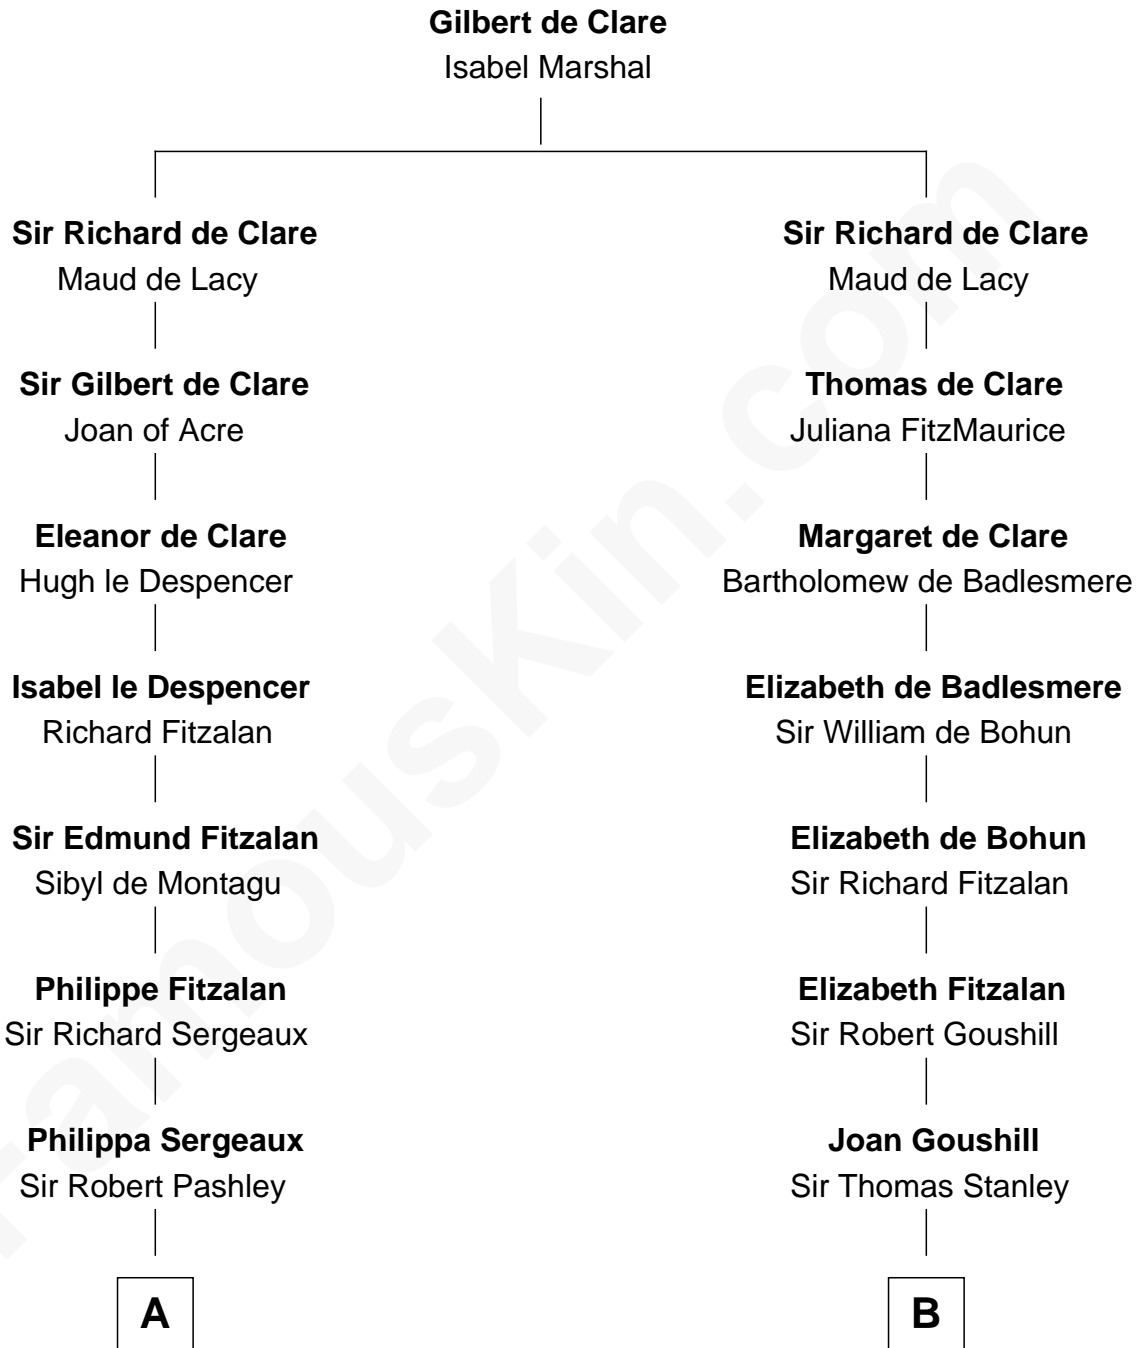 Gilbert de Clare
Isabel Marshal
Sir Richard de Clare
Maud de Lacy
Sir Richard de Clare
Maud de Lacy
Sir Gilbert de Clare
Joan of Acre
Thomas de Clare
Juliana FitzMaurice
Eleanor de Clare
Hugh le Despencer
Margaret de Clare
Bartholomew de Badlesmere
Isabel le Despencer
Richard Fitzalan
Elizabeth de Badlesmere
Sir William de Bohun
Sir Edmund Fitzalan
Sibyl de Montagu
Elizabeth de Bohun
Sir Richard Fitzalan
Philippe Fitzalan
Sir Richard Sergeaux
Elizabeth Fitzalan
Sir Robert Goushill
Philippa Sergeaux
Sir Robert Pashley
Joan Goushill
Sir Thomas Stanley
A
B
FamousKin.com